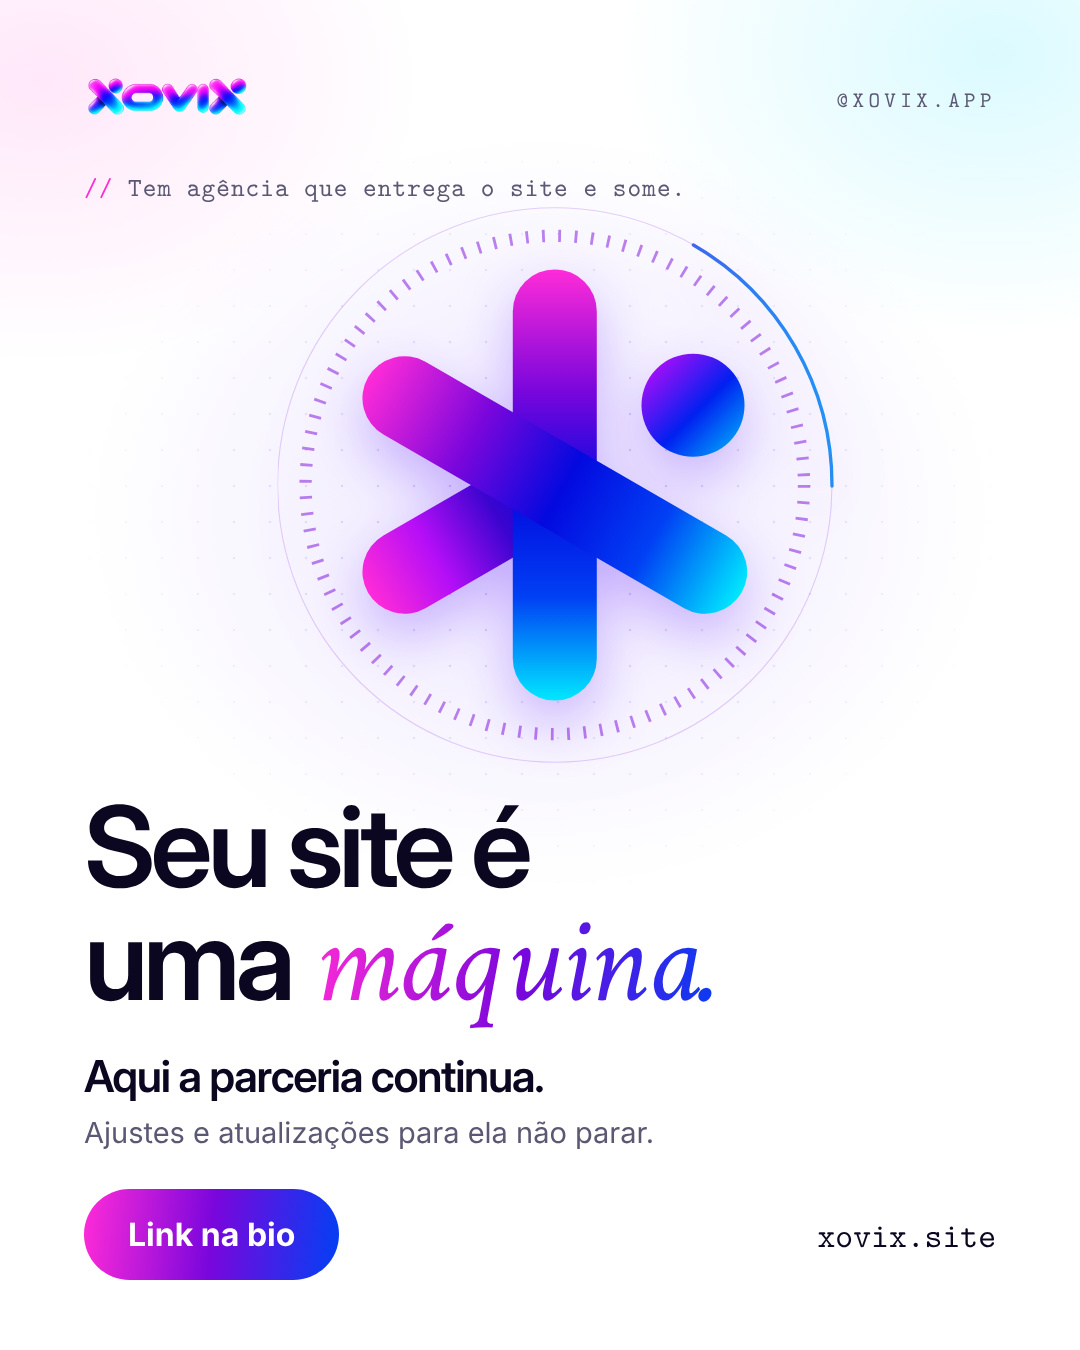 xovix
@XOVIX.APP
// Tem agência que entrega o site e some.
Seu site é
uma máquina.
Aqui a parceria continua.
Ajustes e atualizações para ela não parar.
Link na bio
xovix.site